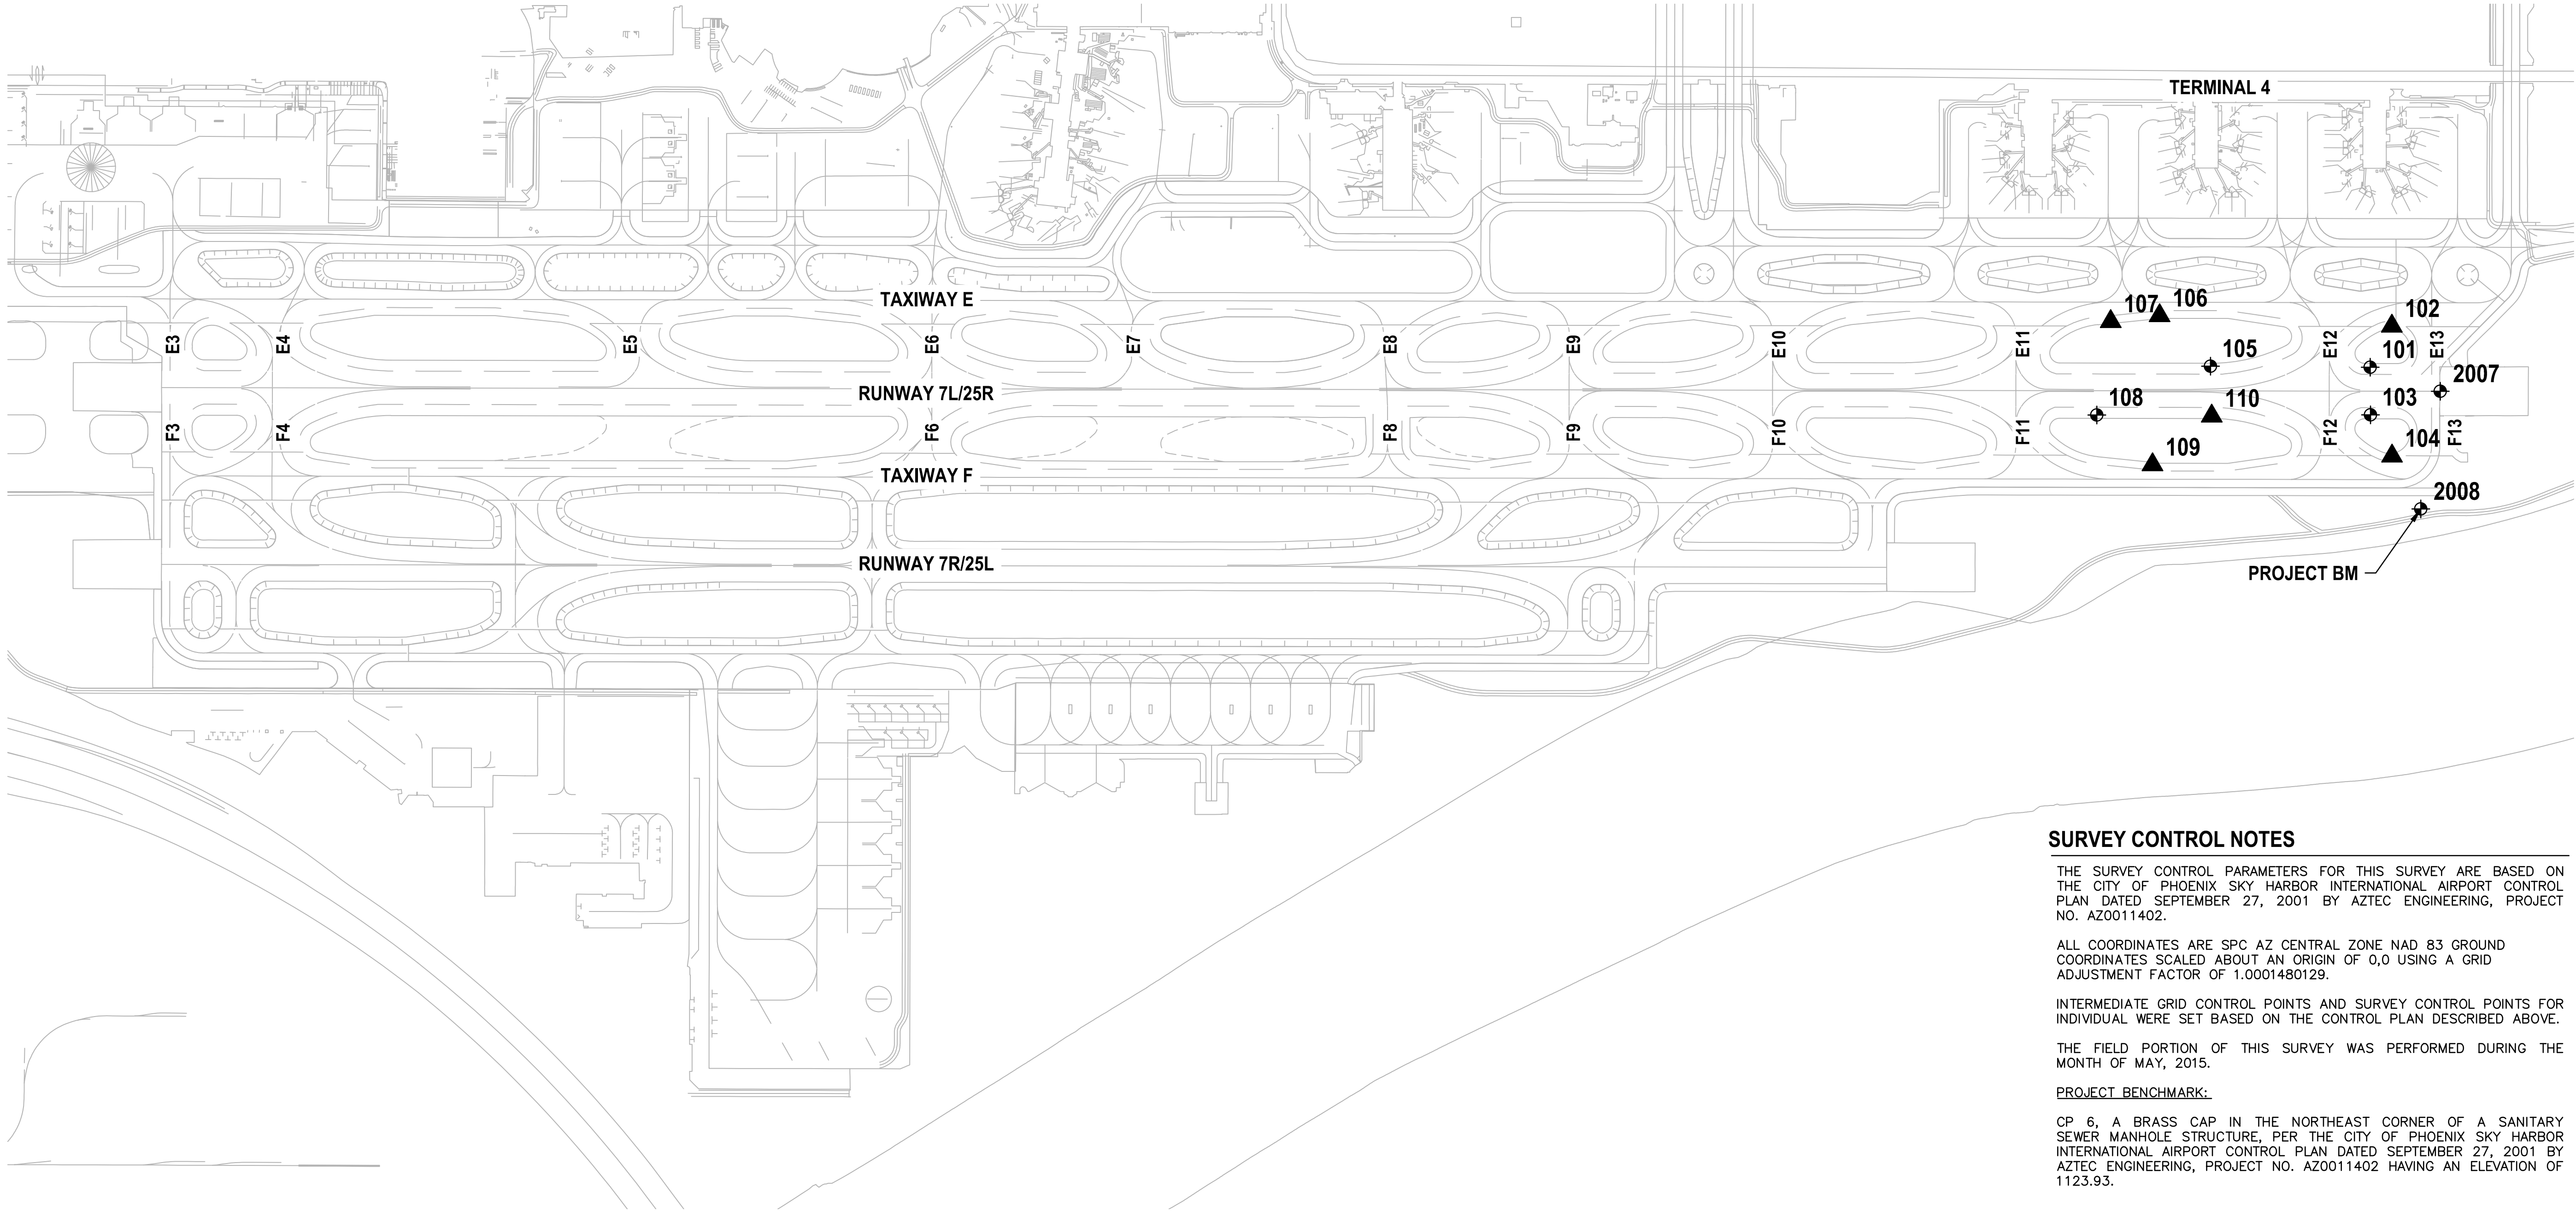 TERMINAL 4
107
106
102
TAXIWAY E
E3
E4
E5
E6
E7
E8
E9
E10
E11
E12
E13
105
101
2007
RUNWAY 7L/25R
108
110
103
F3
F4
F6
F8
F9
F10
F11
F12
F13
104
109
TAXIWAY F
2008
RUNWAY 7R/25L
PROJECT BM
SURVEY CONTROL NOTES
THE SURVEY CONTROL PARAMETERS FOR THIS SURVEY ARE BASED ON
THE CITY OF PHOENIX SKY HARBOR INTERNATIONAL AIRPORT CONTROL
PLAN DATED SEPTEMBER 27, 2001 BY AZTEC ENGINEERING, PROJECT
NO. AZ0011402.
ALL COORDINATES ARE SPC AZ CENTRAL ZONE NAD 83 GROUND
COORDINATES SCALED ABOUT AN ORIGIN OF 0,0 USING A GRID
ADJUSTMENT FACTOR OF 1.0001480129.
INTERMEDIATE GRID CONTROL POINTS AND SURVEY CONTROL POINTS FOR
INDIVIDUAL WERE SET BASED ON THE CONTROL PLAN DESCRIBED ABOVE.
THE FIELD PORTION OF THIS SURVEY WAS PERFORMED DURING THE
MONTH OF MAY, 2015.
PROJECT BENCHMARK:
CP 6, A BRASS CAP IN THE NORTHEAST CORNER OF A SANITARY
SEWER MANHOLE STRUCTURE, PER THE CITY OF PHOENIX SKY HARBOR
INTERNATIONAL AIRPORT CONTROL PLAN DATED SEPTEMBER 27, 2001 BY
AZTEC ENGINEERING, PROJECT NO. AZ0011402 HAVING AN ELEVATION OF
1123.93.